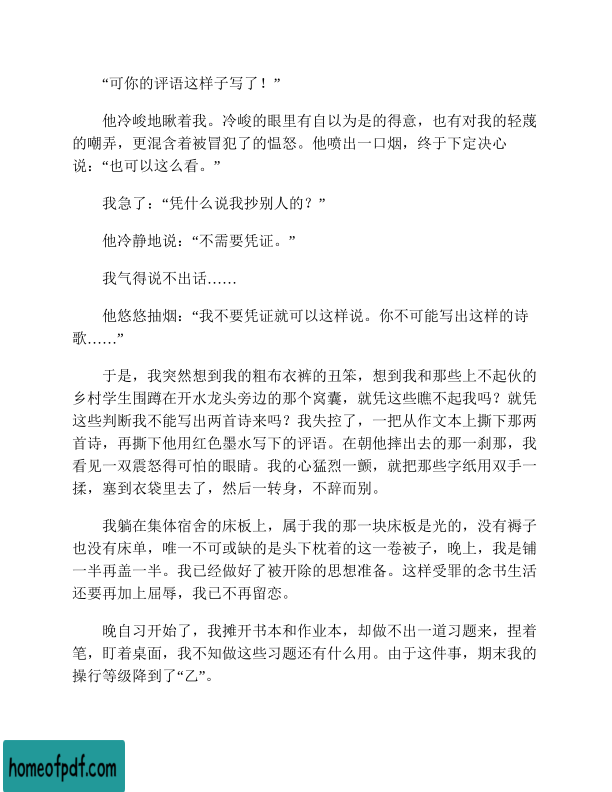 “可你的评语这样子写了！”
他冷峻地瞅着我。冷峻的眼里有自以为是的得意，也有对我的轻蔑
的嘲弄，更混含着被冒犯了的愠怒。他喷出一口烟，终于下定决心
说：“也可以这么看。”
我急了：“凭什么说我抄别人的？”
他冷静地说：“不需要凭证。”
我气得说不出话……
他悠悠抽烟：“我不要凭证就可以这样说。你不可能写出这样的诗
歌……”
于是，我突然想到我的粗布衣裤的丑笨，想到我和那些上不起伙的
乡村学生围蹲在开水龙头旁边的那个窝囊，就凭这些瞧不起我吗？就凭
这些判断我不能写出两首诗来吗？我失控了，一把从作文本上撕下那两
首诗，再撕下他用红色墨水写下的评语。在朝他摔出去的那一刹那，我
看见一双震怒得可怕的眼睛。我的心猛烈一颤，就把那些字纸用双手一
揉，塞到衣袋里去了，然后一转身，不辞而别。
我躺在集体宿舍的床板上，属于我的那一块床板是光的，没有褥子
也没有床单，唯一不可或缺的是头下枕着的这一卷被子，晚上，我是铺
一半再盖一半。我已经做好了被开除的思想准备。这样受罪的念书生活
还要再加上屈辱，我已不再留恋。
晚自习开始了，我摊开书本和作业本，却做不出一道习题来，捏着
笔，盯着桌面，我不知做这些习题还有什么用。由于这件事，期末我的
操行等级降到了“乙”。
homeofpdf.com